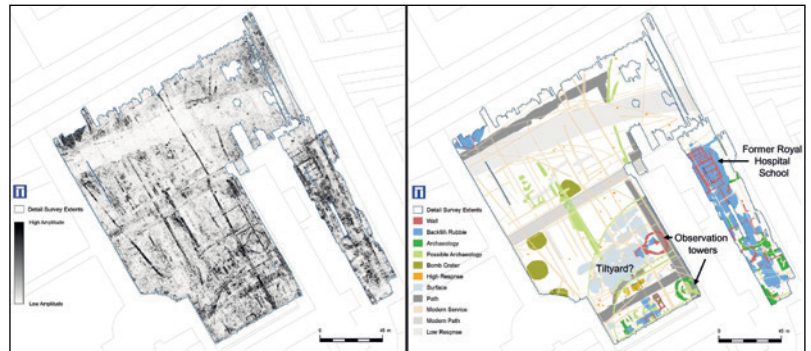 Detail Survey Extents
High Amplitude
Low Amplitude
0 45 m
Former Royal
Hospital
School
Observation
towers
Tiltyard?
Detail Survey Extents
Wall
Backfill/ Rubble
Archaeology
Possible Archaeology
Bomb Crater
High Response
Surface
Path
Modern Service
Modern Path
Low Response
0 45 m